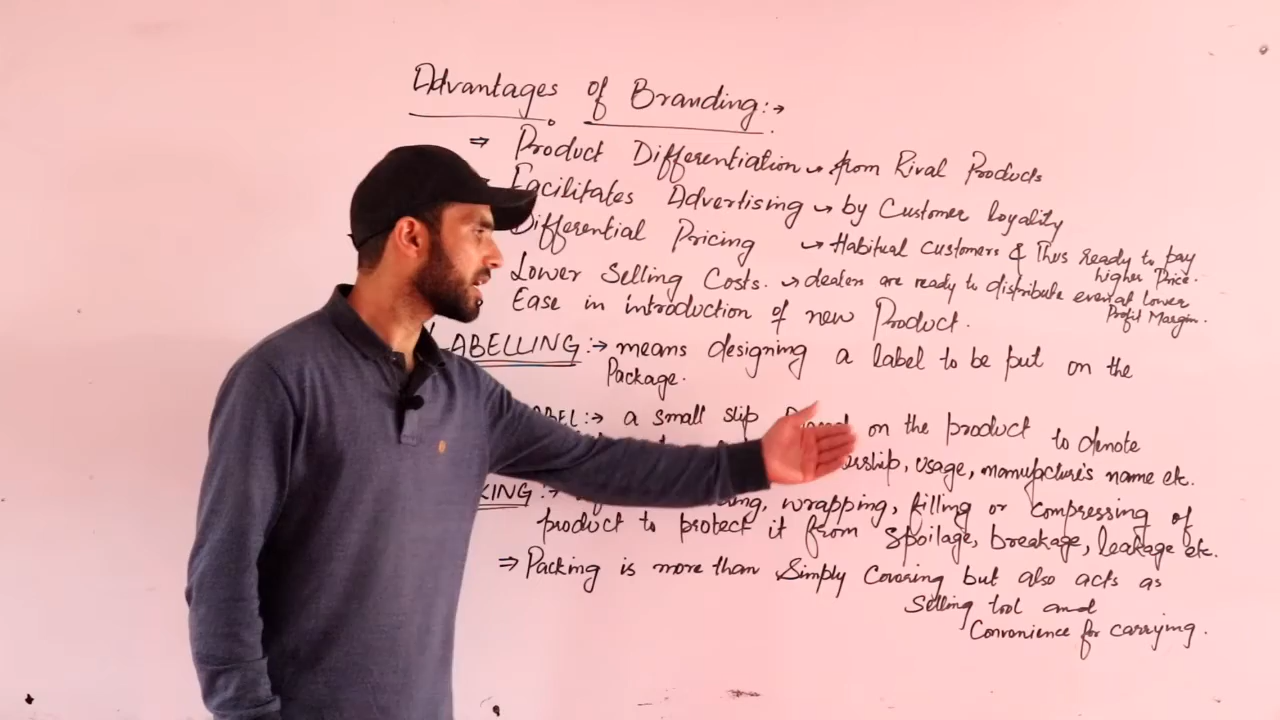 Advantages of Branding:→
⇒ Product Differentiation → from Rival Products
Facilitates Advertising → by Customer loyality
Differential Pricing → Habitual customers & Thus ready to pay
higher Price.
Lower Selling Costs. → dealers are ready to distribute even at lower
Profit Margin.
Ease in introduction of new Product.
LABELLING:→ means designing a label to be put on the
Package.
LABEL:→ a small slip on the product to denote
usage, manufacture's name etc.
KING:→ wrapping, filling or compressing of
product to protect it from spoilage, breakage, leakage etc.
⇒ Packing is more than Simply Covering but also acts as
Selling tool and
Convenience for carrying.